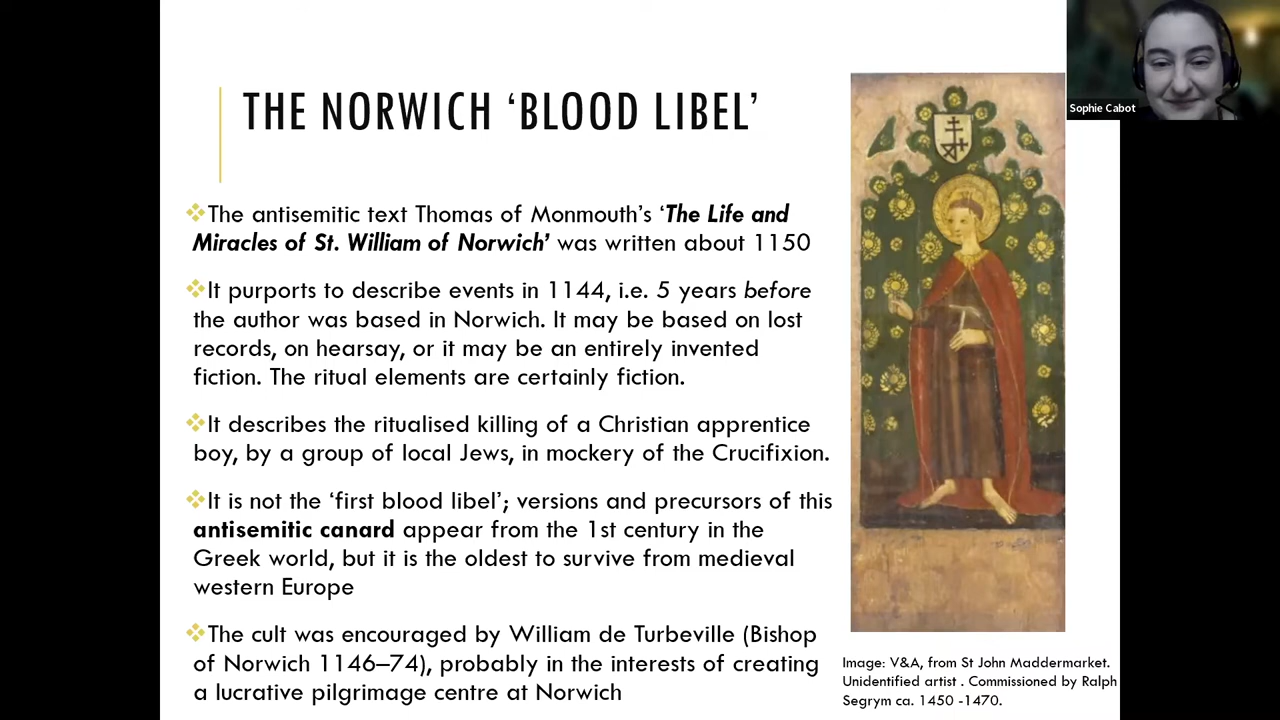 THE NORWICH ‘BLOOD LIBEL’
❖The antisemitic text Thomas of Monmouth’s ‘The Life and
Miracles of St. William of Norwich’ was written about 1150
❖It purports to describe events in 1144, i.e. 5 years before
the author was based in Norwich. It may be based on lost
records, on hearsay, or it may be an entirely invented
fiction. The ritual elements are certainly fiction.
❖It describes the ritualised killing of a Christian apprentice
boy, by a group of local Jews, in mockery of the Crucifixion.
❖It is not the ‘first blood libel’; versions and precursors of this
antisemitic canard appear from the 1st century in the
Greek world, but it is the oldest to survive from medieval
western Europe
❖The cult was encouraged by William de Turbeville (Bishop
of Norwich 1146–74), probably in the interests of creating
a lucrative pilgrimage centre at Norwich
Image: V&A, from St John Maddermarket.
Unidentified artist . Commissioned by Ralph
Segrym ca. 1450 -1470.
Sophie Cabot